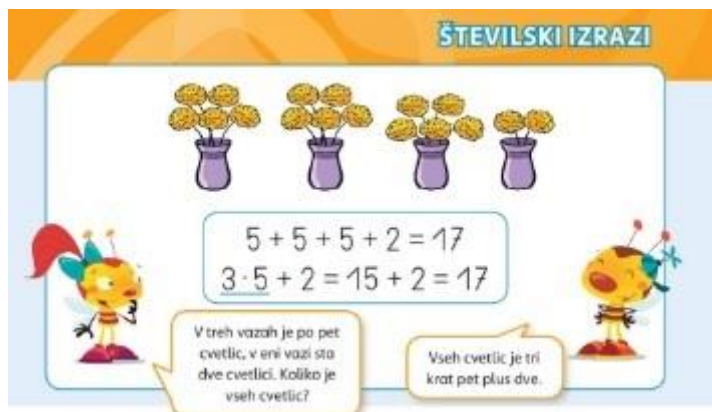 ŠTEVILSKI IZRAZI
5 + 5 + 5 + 2 = 17
3 · 5 + 2 = 15 + 2 = 17
V treh vazah je po pet
cvetlic, v eni vazi sta
dve cvetlici. Koliko je
vseh cvetlic?
Vseh cvetlic je tri
krat pet plus dve.